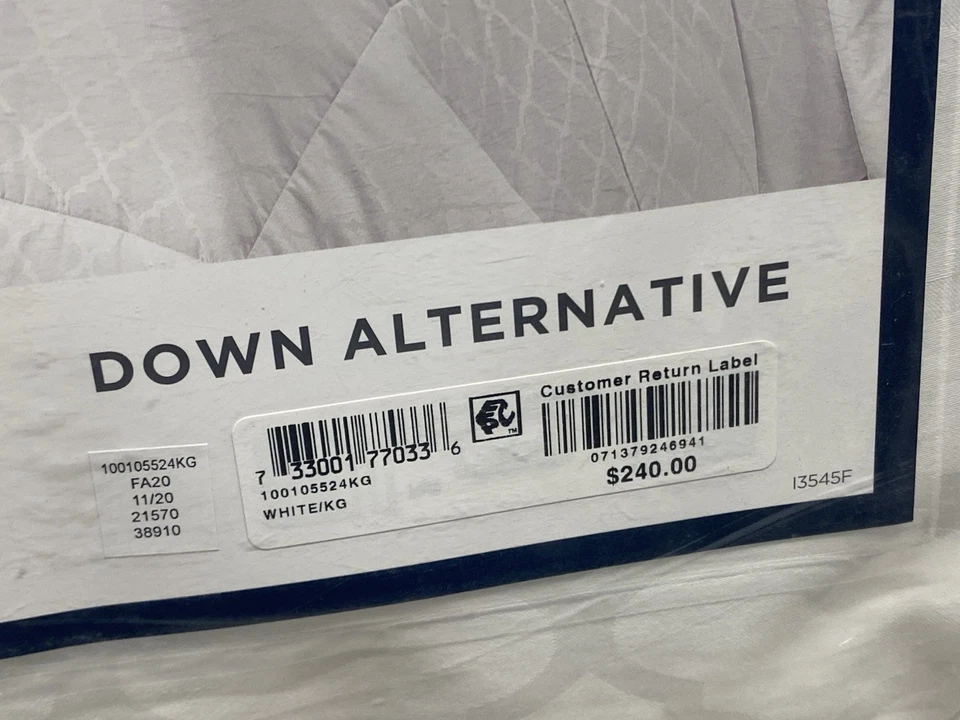 DOWN ALTERNATIVE
100105524KG
FA20
11/20
21570
38910
7 33001 77033 6
100105524KG
WHITE/KG
TM
Customer Return Label
071379246941
$240.00
I3545F